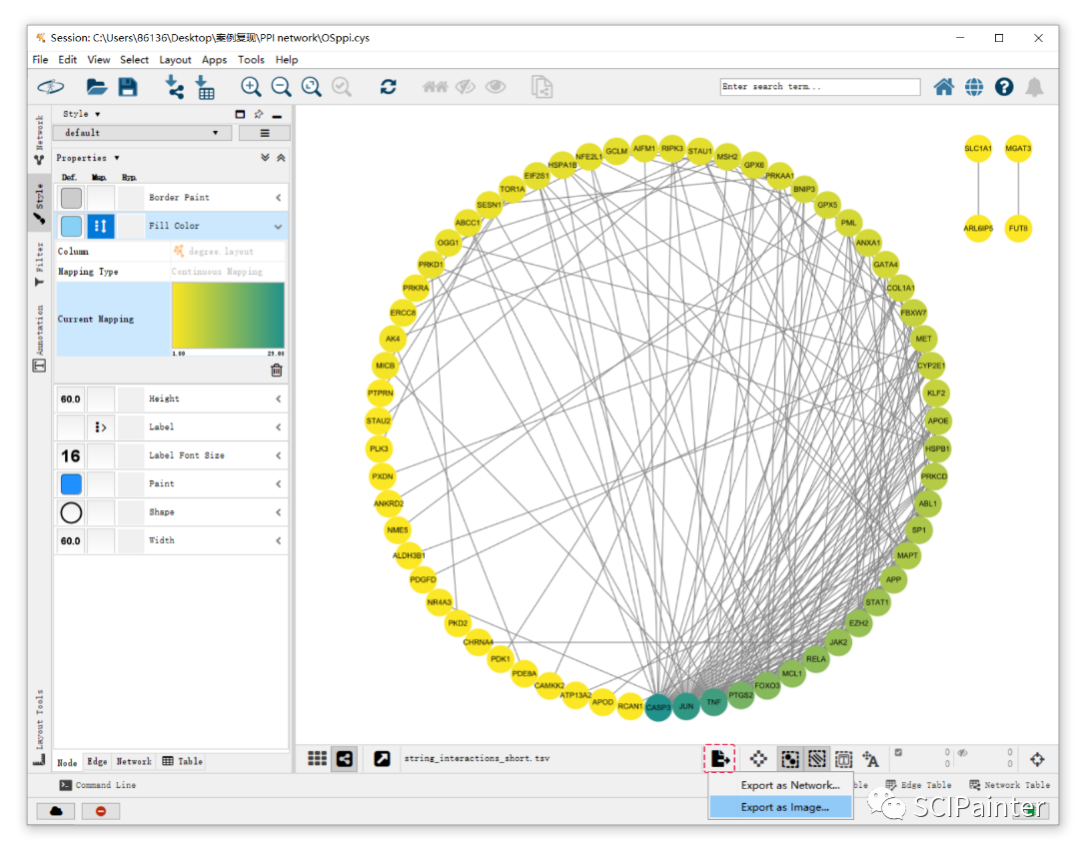 Session: C:\Users\86136\Desktop\案例复现\PPI network\OSppi.cys
File Edit View Select Layout Apps Tools Help
Enter search term...
Network
Style
Filter
Annotation
Layout Tools
Style ▼
default
Properties ▼
Def. Map. Byp.
Border Paint
Fill Color
Column degree.layout
Mapping Type Continuous Mapping
Current Mapping
1.00 29.00
60.0 Height
Label
16 Label Font Size
Paint
Shape
60.0 Width
Node Edge Network Table
SLC1A1 MGAT3
ARL6IP5 FUT8
GCLM
AIFM1
RIPK3
STAU1
MSH2
GPX6
PRKAA1
BNIP3
GPX5
PML
ANXA1
GATA4
COL1A1
FBXW7
MET
CYP2E1
KLF2
APOE
HSPB1
PRKCD
ABL1
SP1
MAPT
APP
STAT1
EZH2
JAK2
RELA
MCL1
FOXO3
PTGS2
TNF
JUN
CASP3
RCAN1
APOD
ATP13A2
CAMKK2
PDE8A
PDK1
CHRNA4
PKD2
NR4A3
PDGFD
ALDH3B1
NME5
ANKRD2
PXDN
PLK3
STAU2
PTPRN
MICB
AK4
ERCC8
PRKRA
PRKD1
OGG1
ABCC1
SESN1
TOR1A
EIF2S1
HSPA1B
NFE2L1
string_interactions_short.tsv
0 0
0 0
Export as Network...
Export as Image...
Command Line
ble Edge Table Network Table
SCIPainter